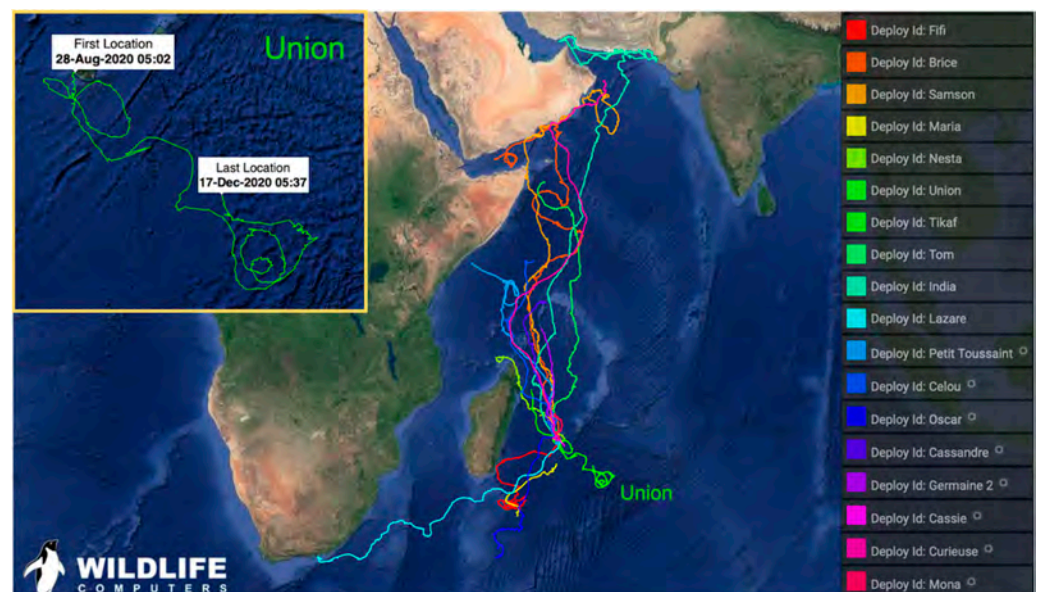 First Location
28-Aug-2020 05:02
Union
Last Location
17-Dec-2020 05:37
Union
WILDLIFE
COMPUTERS
Deploy Id: Fifi
Deploy Id: Brice
Deploy Id: Samson
Deploy Id: Maria
Deploy Id: Nesta
Deploy Id: Union
Deploy Id: Tikaf
Deploy Id: Tom
Deploy Id: India
Deploy Id: Lazare
Deploy Id: Petit Toussaint
Deploy Id: Celou
Deploy Id: Oscar
Deploy Id: Cassandre
Deploy Id: Germaine 2
Deploy Id: Cassie
Deploy Id: Curieuse
Deploy Id: Mona